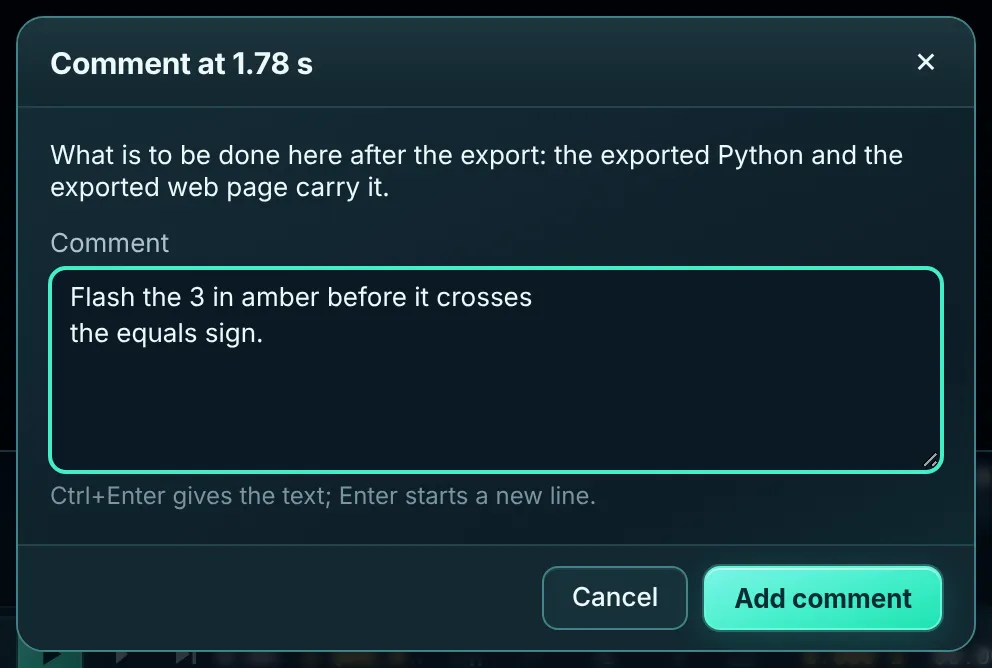 Comment at 1.78 s
What is to be done here after the export: the exported Python and the
exported web page carry it.
Comment
Flash the 3 in amber before it crosses
the equals sign.
Ctrl+Enter gives the text; Enter starts a new line.
Cancel
Add comment